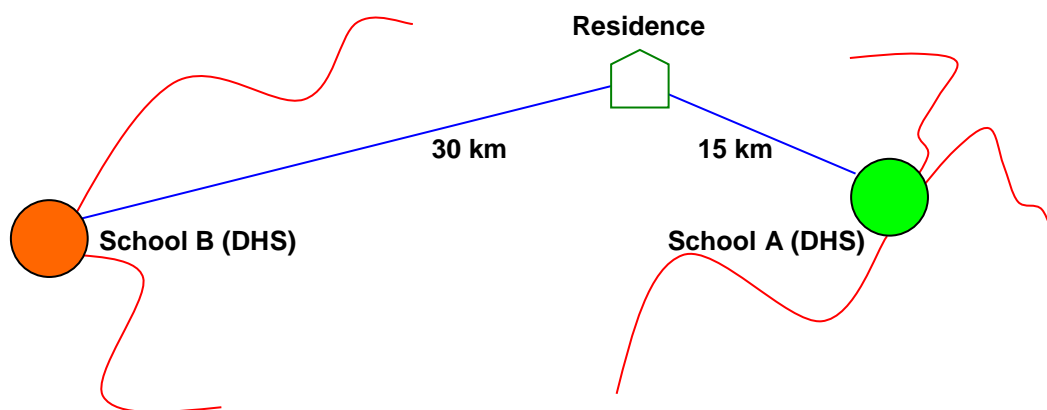 Residence
30 km
15 km
School B (DHS)
School A (DHS)